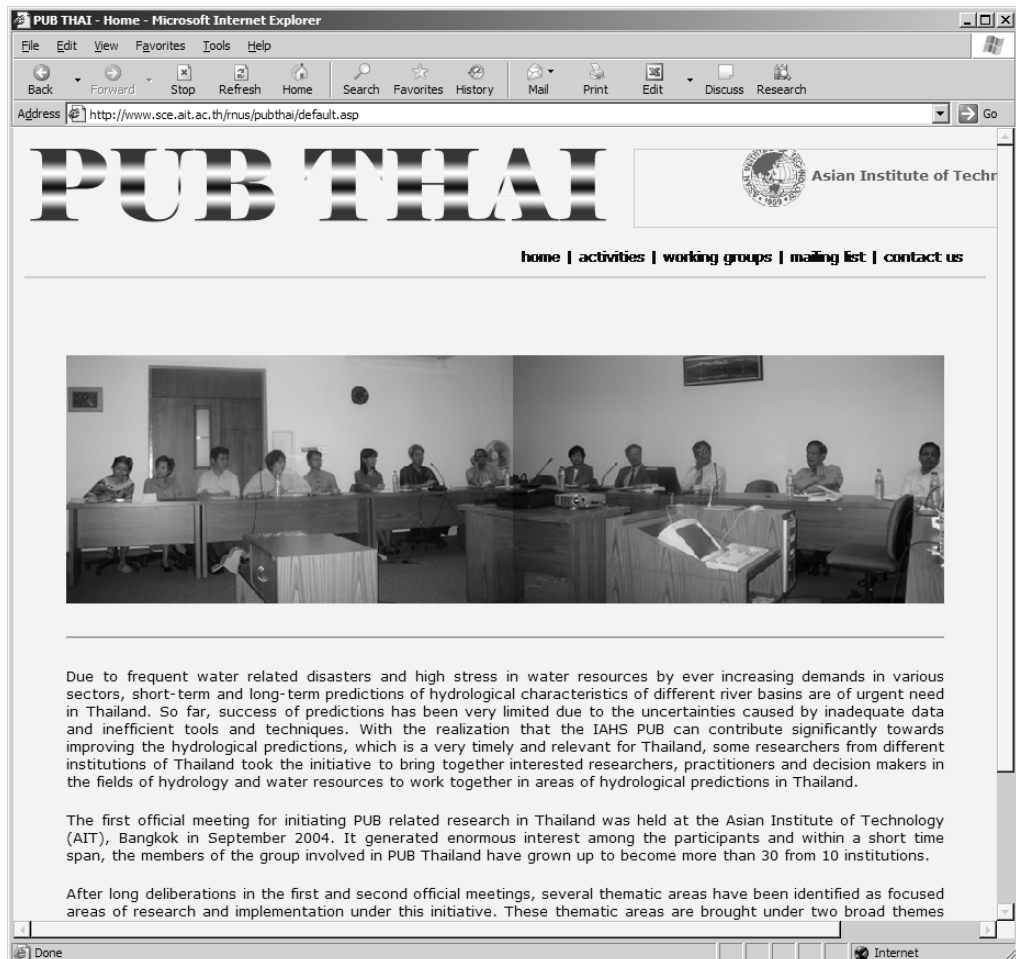 PUB THAI - Home - Microsoft Internet Explorer
File Edit View Favorites Tools Help
Back Forward Stop Refresh Home Search Favorites History Mail Print Edit Discuss Research
Address http://www.sce.ait.ac.th/rnus/pubthai/default.asp Go
PUB THAI
ASIAN INSTITUTE OF TECHNOLOGY 1959
Asian Institute of Techn
home | activities | working groups | mailing list | contact us
Due to frequent water related disasters and high stress in water resources by ever increasing demands in various
sectors, short-term and long-term predictions of hydrological characteristics of different river basins are of urgent need
in Thailand. So far, success of predictions has been very limited due to the uncertainties caused by inadequate data
and inefficient tools and techniques. With the realization that the IAHS PUB can contribute significantly towards
improving the hydrological predictions, which is a very timely and relevant for Thailand, some researchers from different
institutions of Thailand took the initiative to bring together interested researchers, practitioners and decision makers in
the fields of hydrology and water resources to work together in areas of hydrological predictions in Thailand.
The first official meeting for initiating PUB related research in Thailand was held at the Asian Institute of Technology
(AIT), Bangkok in September 2004. It generated enormous interest among the participants and within a short time
span, the members of the group involved in PUB Thailand have grown up to become more than 30 from 10 institutions.
After long deliberations in the first and second official meetings, several thematic areas have been identified as focused
areas of research and implementation under this initiative. These thematic areas are brought under two broad themes
Done Internet